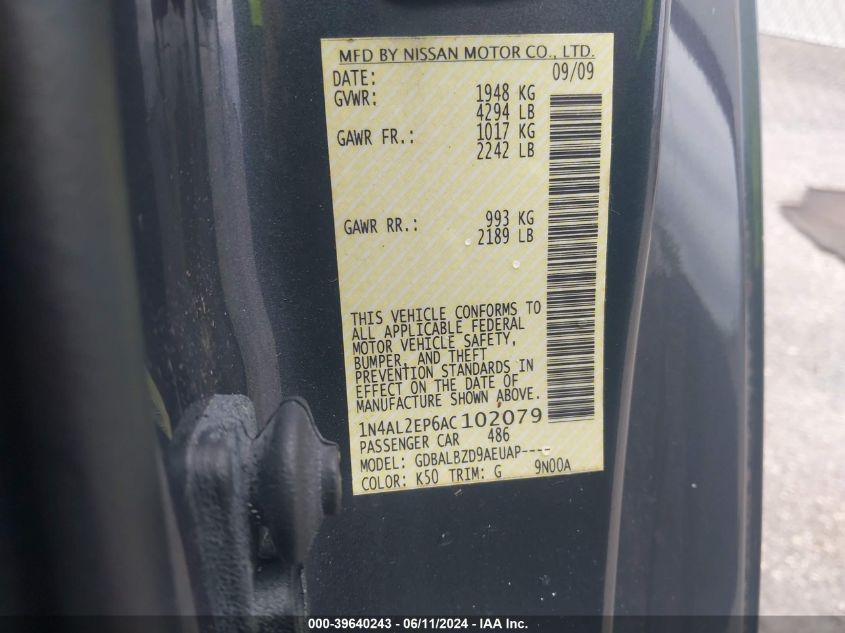 MFD BY NISSAN MOTOR CO., LTD.
DATE: 09/09
GVWR: 1948 KG
4294 LB
GAWR FR.: 1017 KG
2242 LB
GAWR RR.: 993 KG
2189 LB
THIS VEHICLE CONFORMS TO
ALL APPLICABLE FEDERAL
MOTOR VEHICLE SAFETY,
BUMPER, AND THEFT
PREVENTION STANDARDS IN
EFFECT ON THE DATE OF
MANUFACTURE SHOWN ABOVE.
1N4AL2EP6AC102079
PASSENGER CAR 486
MODEL: GDBALBZD9AEUAP----
COLOR: K50 TRIM: G 9N00A
000-39640243 - 06/11/2024 - IAA Inc.